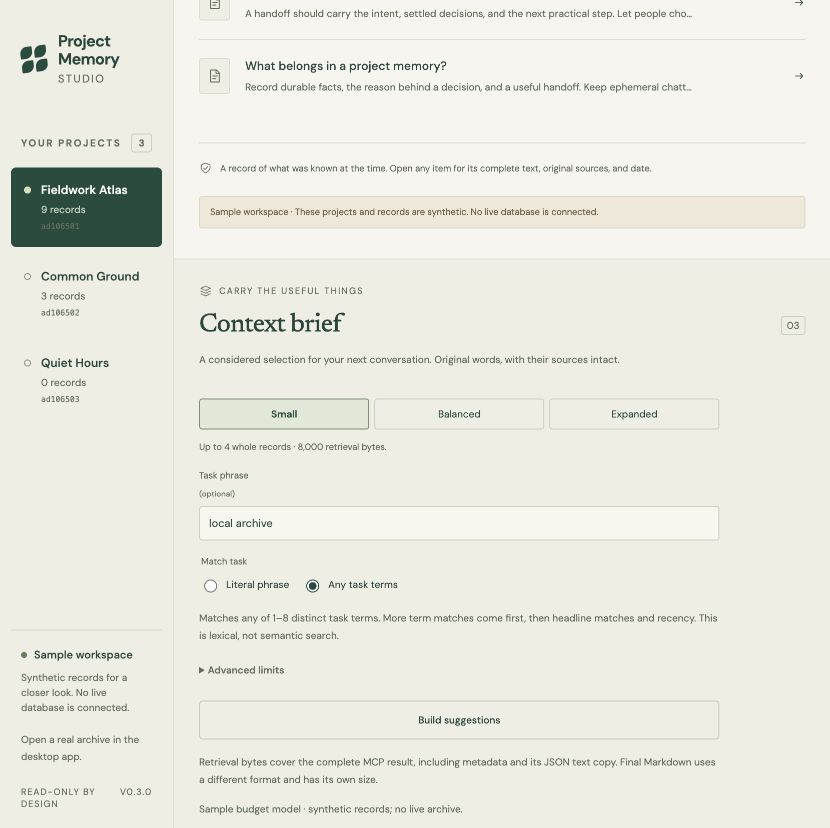 Project
Memory
STUDIO
YOUR PROJECTS 3
Fieldwork Atlas
9 records
ad106501
Common Ground
3 records
ad106502
Quiet Hours
0 records
ad106503
Sample workspace
Synthetic records for a
closer look. No live
database is connected.
Open a real archive in the
desktop app.
READ-ONLY BY
DESIGN
V0.3.0
A handoff should carry the intent, settled decisions, and the next practical step. Let people cho…
What belongs in a project memory?
Record durable facts, the reason behind a decision, and a useful handoff. Keep ephemeral chatt…
A record of what was known at the time. Open any item for its complete text, original sources, and date.
Sample workspace · These projects and records are synthetic. No live database is connected.
CARRY THE USEFUL THINGS
Context brief
03
A considered selection for your next conversation. Original words, with their sources intact.
Small Balanced Expanded
Up to 4 whole records · 8,000 retrieval bytes.
Task phrase
(optional)
local archive
Match task
Literal phrase Any task terms
Matches any of 1–8 distinct task terms. More term matches come first, then headline matches and recency. This
is lexical, not semantic search.
Advanced limits
Build suggestions
Retrieval bytes cover the complete MCP result, including metadata and its JSON text copy. Final Markdown uses
a different format and has its own size.
Sample budget model · synthetic records; no live archive.